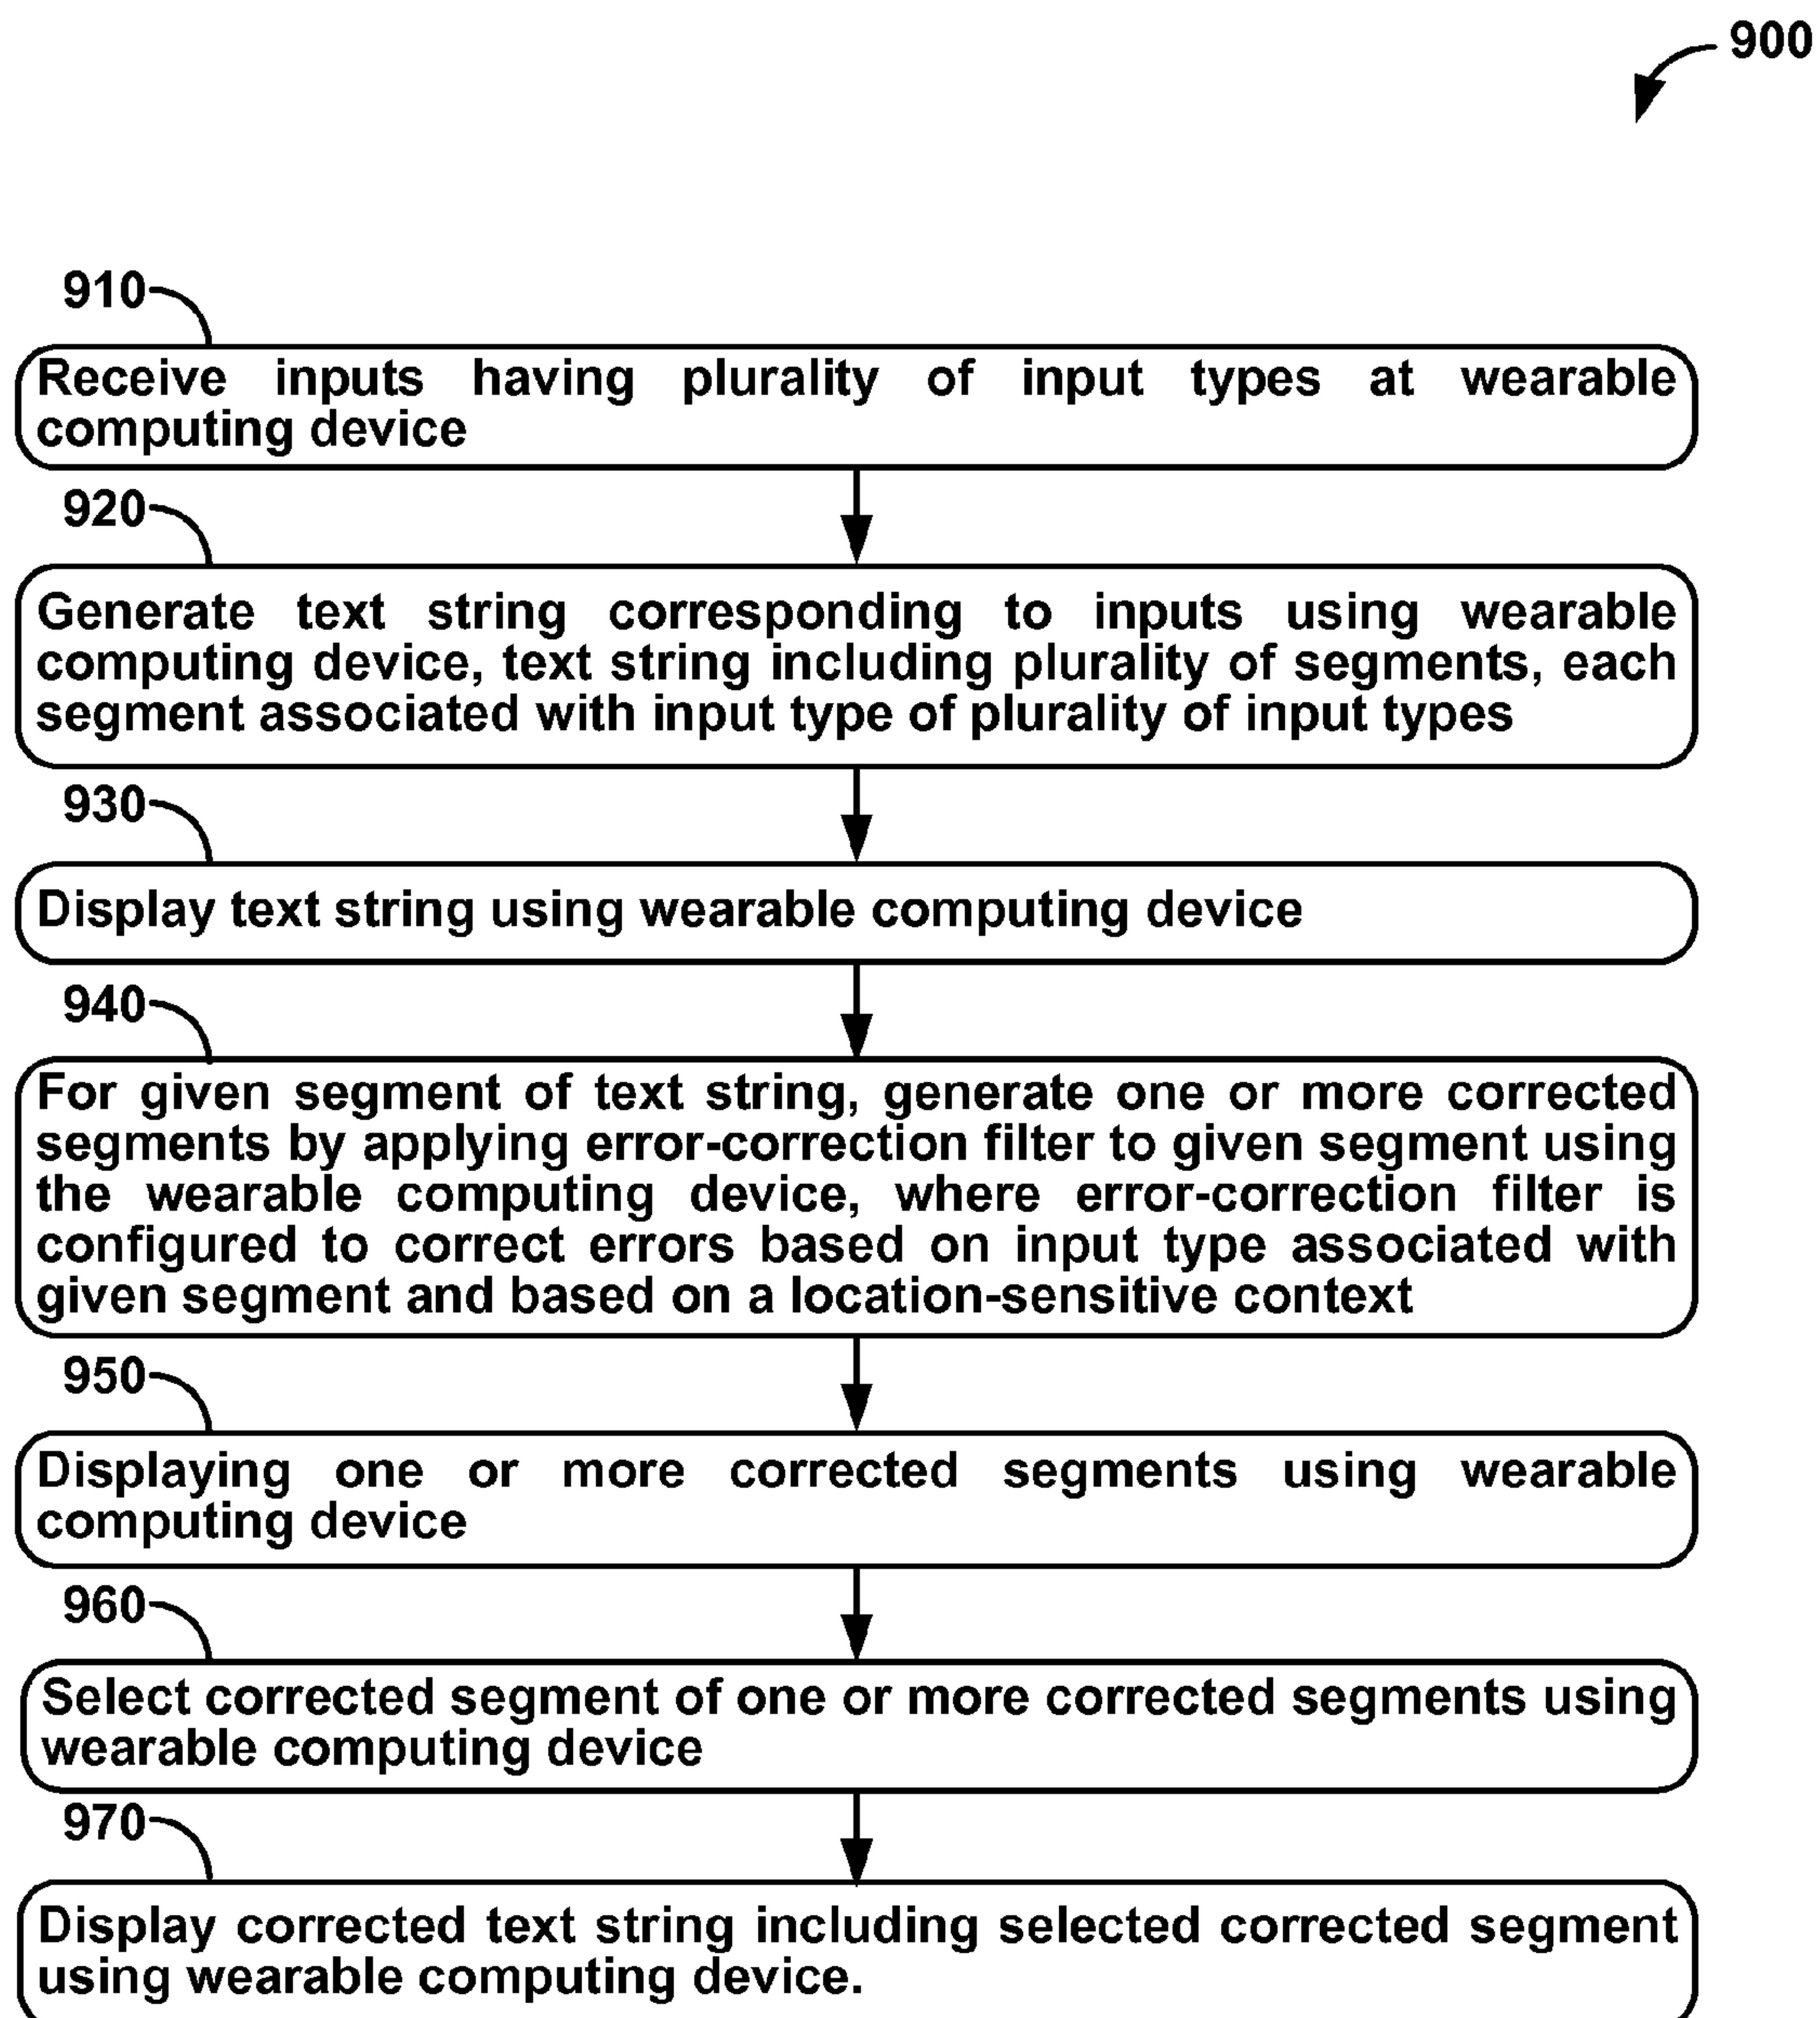 900
910
Receive inputs having plurality of input types at wearable
computing device
920
Generate text string corresponding to inputs using wearable
computing device, text string including plurality of segments, each
segment associated with input type of plurality of input types
930
Display text string using wearable computing device
940
For given segment of text string, generate one or more corrected
segments by applying error-correction filter to given segment using
the wearable computing device, where error-correction filter is
configured to correct errors based on input type associated with
given segment and based on a location-sensitive context
950
Displaying one or more corrected segments using wearable
computing device
960
Select corrected segment of one or more corrected segments using
wearable computing device
970
Display corrected text string including selected corrected segment
using wearable computing device.